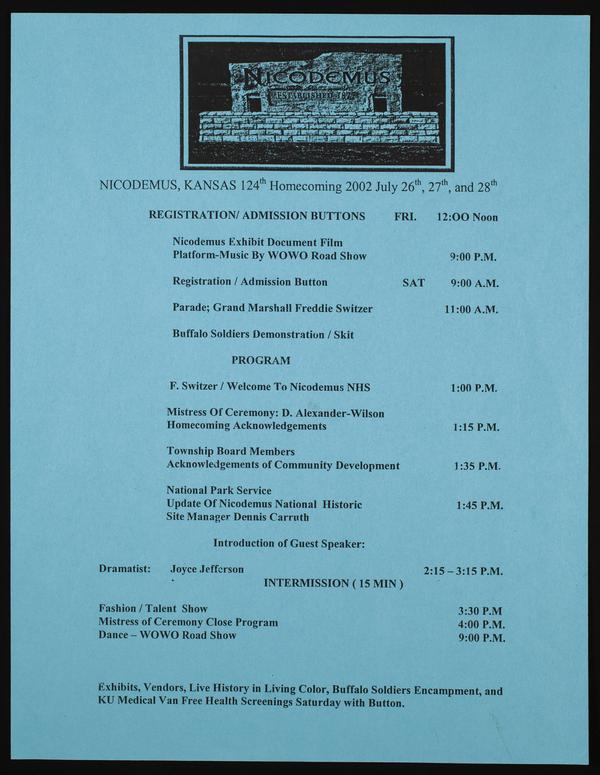 NICODEMUS
ESTABLISHED 1877
NICODEMUS, KANSAS 124th Homecoming 2002 July 26th, 27th, and 28th
REGISTRATION/ ADMISSION BUTTONS FRI. 12:OO Noon
Nicodemus Exhibit Document Film
Platform-Music By WOWO Road Show 9:00 P.M.
Registration / Admission Button SAT 9:00 A.M.
Parade; Grand Marshall Freddie Switzer 11:00 A.M.
Buffalo Soldiers Demonstration / Skit
PROGRAM
F. Switzer / Welcome To Nicodemus NHS 1:00 P.M.
Mistress Of Ceremony: D. Alexander-Wilson
Homecoming Acknowledgements 1:15 P.M.
Township Board Members
Acknowledgements of Community Development 1:35 P.M.
National Park Service
Update Of Nicodemus National Historic 1:45 P.M.
Site Manager Dennis Carruth
Introduction of Guest Speaker:
Dramatist: Joyce Jefferson 2:15 – 3:15 P.M.
INTERMISSION ( 15 MIN )
Fashion / Talent Show 3:30 P.M
Mistress of Ceremony Close Program 4:00 P.M.
Dance – WOWO Road Show 9:00 P.M.
Exhibits, Vendors, Live History in Living Color, Buffalo Soldiers Encampment, and
KU Medical Van Free Health Screenings Saturday with Button.